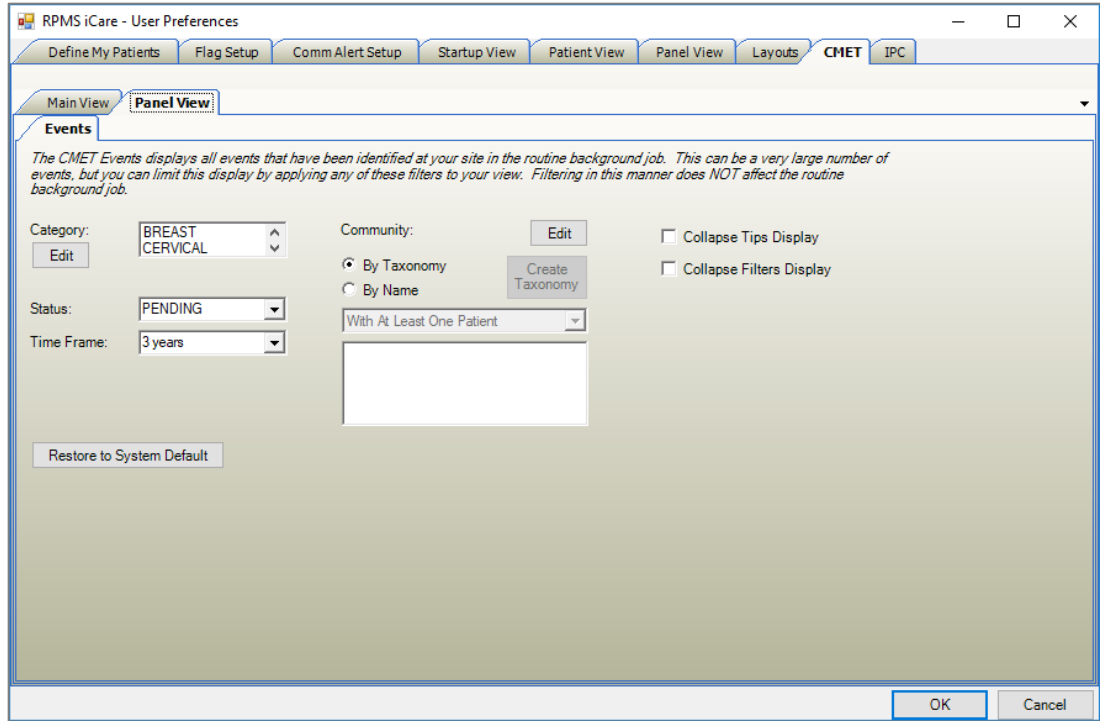 RPMS iCare - User Preferences
Define My Patients
Flag Setup
Comm Alert Setup
Startup View
Patient View
Panel View
Layouts
CMET
IPC
Main View
Panel View
Events
The CMET Events displays all events that have been identified at your site in the routine background job. This can be a very large number of
events, but you can limit this display by applying any of these filters to your view. Filtering in this manner does NOT affect the routine
background job.
Category:
Edit
BREAST
CERVICAL
Status:
PENDING
Time Frame:
3 years
Community:
Edit
By Taxonomy
By Name
Create
Taxonomy
With At Least One Patient
Collapse Tips Display
Collapse Filters Display
Restore to System Default
OK
Cancel